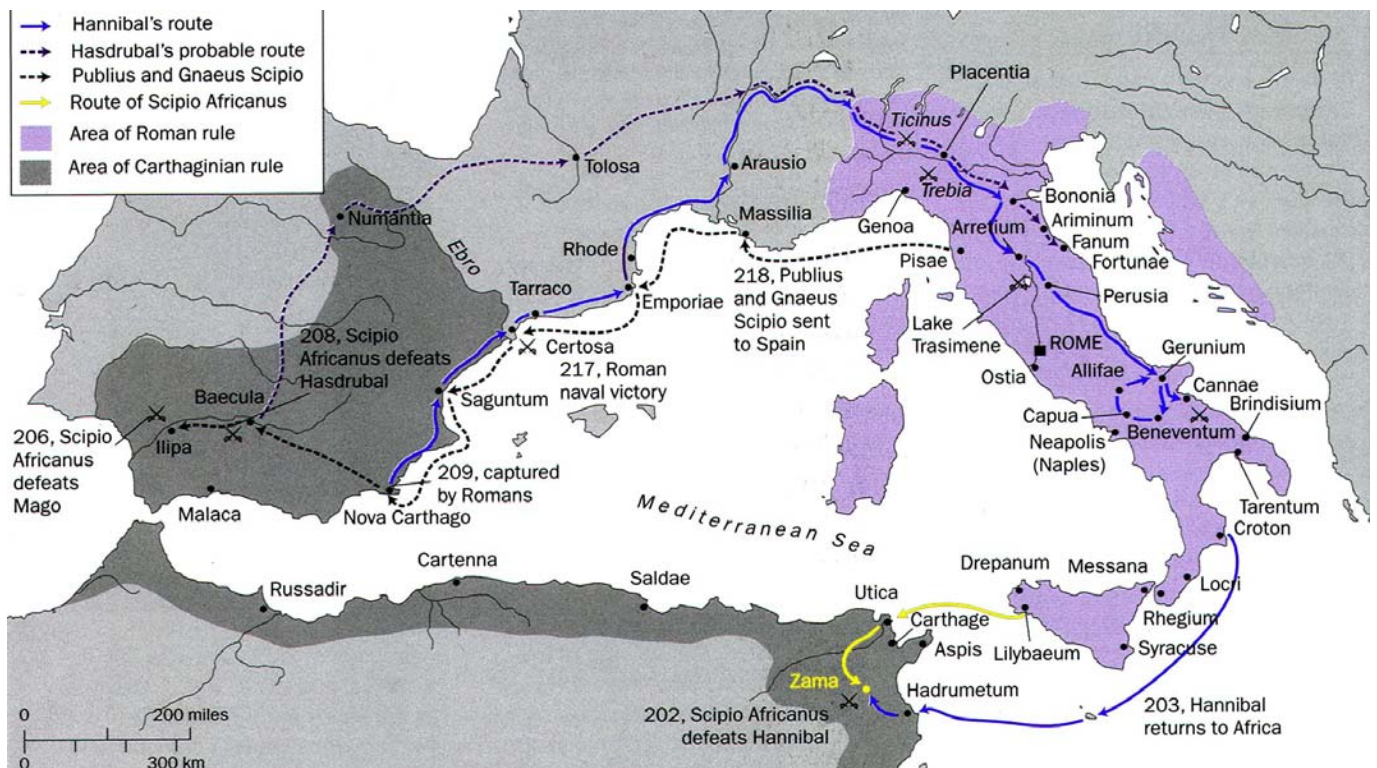 Hannibal's route
Hasdrubal's probable route
Publius and Gnaeus Scipio
Route of Scipio Africanus
Area of Roman rule
Area of Carthaginian rule
Placentia
Ticinus
Tolosa
Arausio
Trebia
Numantia
Bononia
Ariminum
Fanum
Fortunae
Massilia
Genoa
Arretium
Ebro
Rhode
Pisae
218, Publius
and Gnaeus
Scipio sent
to Spain
Tarraco
Emporiae
Perusia
Lake
Trasimene
208, Scipio
Africanus defeats
Hasdrubal
Certosa
217, Roman
naval victory
ROME
Ostia
Gerunium
Allifae
Cannae
Brindisium
Baecula
Saguntum
Capua
Beneventum
Neapolis
(Naples)
206, Scipio
Africanus
defeats
Mago
Ilipa
209, captured
by Romans
Malaca
Nova Carthago
Mediterranean Sea
Tarentum
Croton
Cartenna
Drepanum
Messana
Russadir
Saldae
Locri
Utica
Rhegium
Carthage
Aspis
Lilybaeum
Syracuse
Zama
Hadrumetum
203, Hannibal
returns to Africa
202, Scipio Africanus
defeats Hannibal
0 200 miles
0 300 km